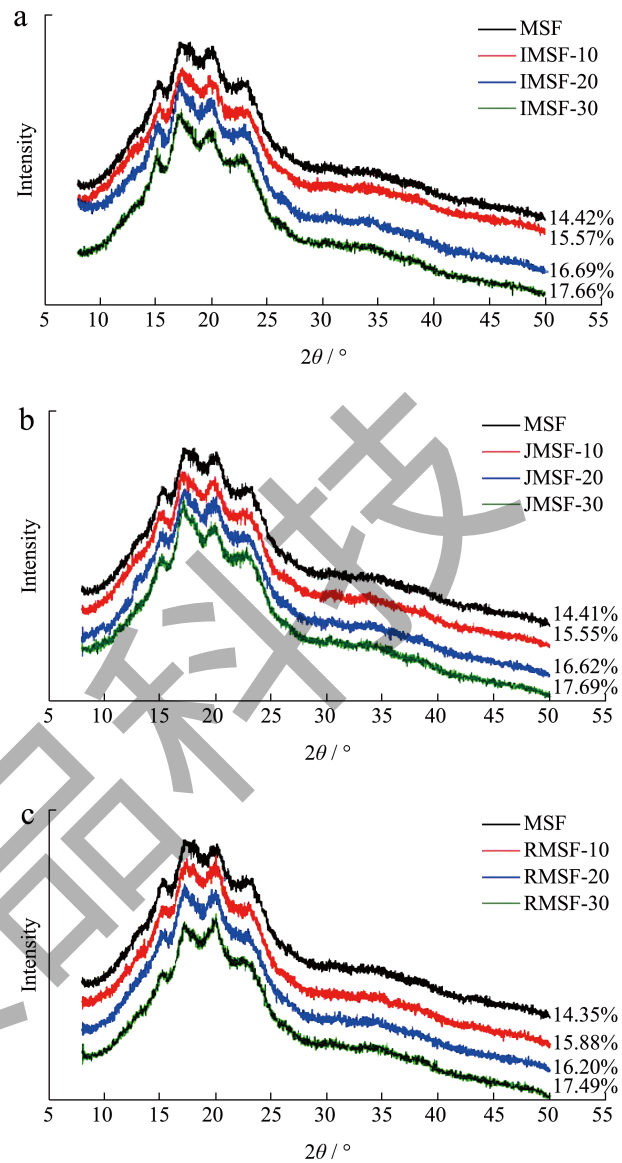 a
MSF
IMSF-10
IMSF-20
IMSF-30
Intensity
14.42%
15.57%
16.69%
17.66%
5 10 15 20 25 30 35 40 45 50 55
2θ / °
b
MSF
JMSF-10
JMSF-20
JMSF-30
Intensity
14.41%
15.55%
16.62%
17.69%
5 10 15 20 25 30 35 40 45 50 55
2θ / °
c
MSF
RMSF-10
RMSF-20
RMSF-30
Intensity
14.35%
15.88%
16.20%
17.49%
5 10 15 20 25 30 35 40 45 50 55
2θ / °
品科技